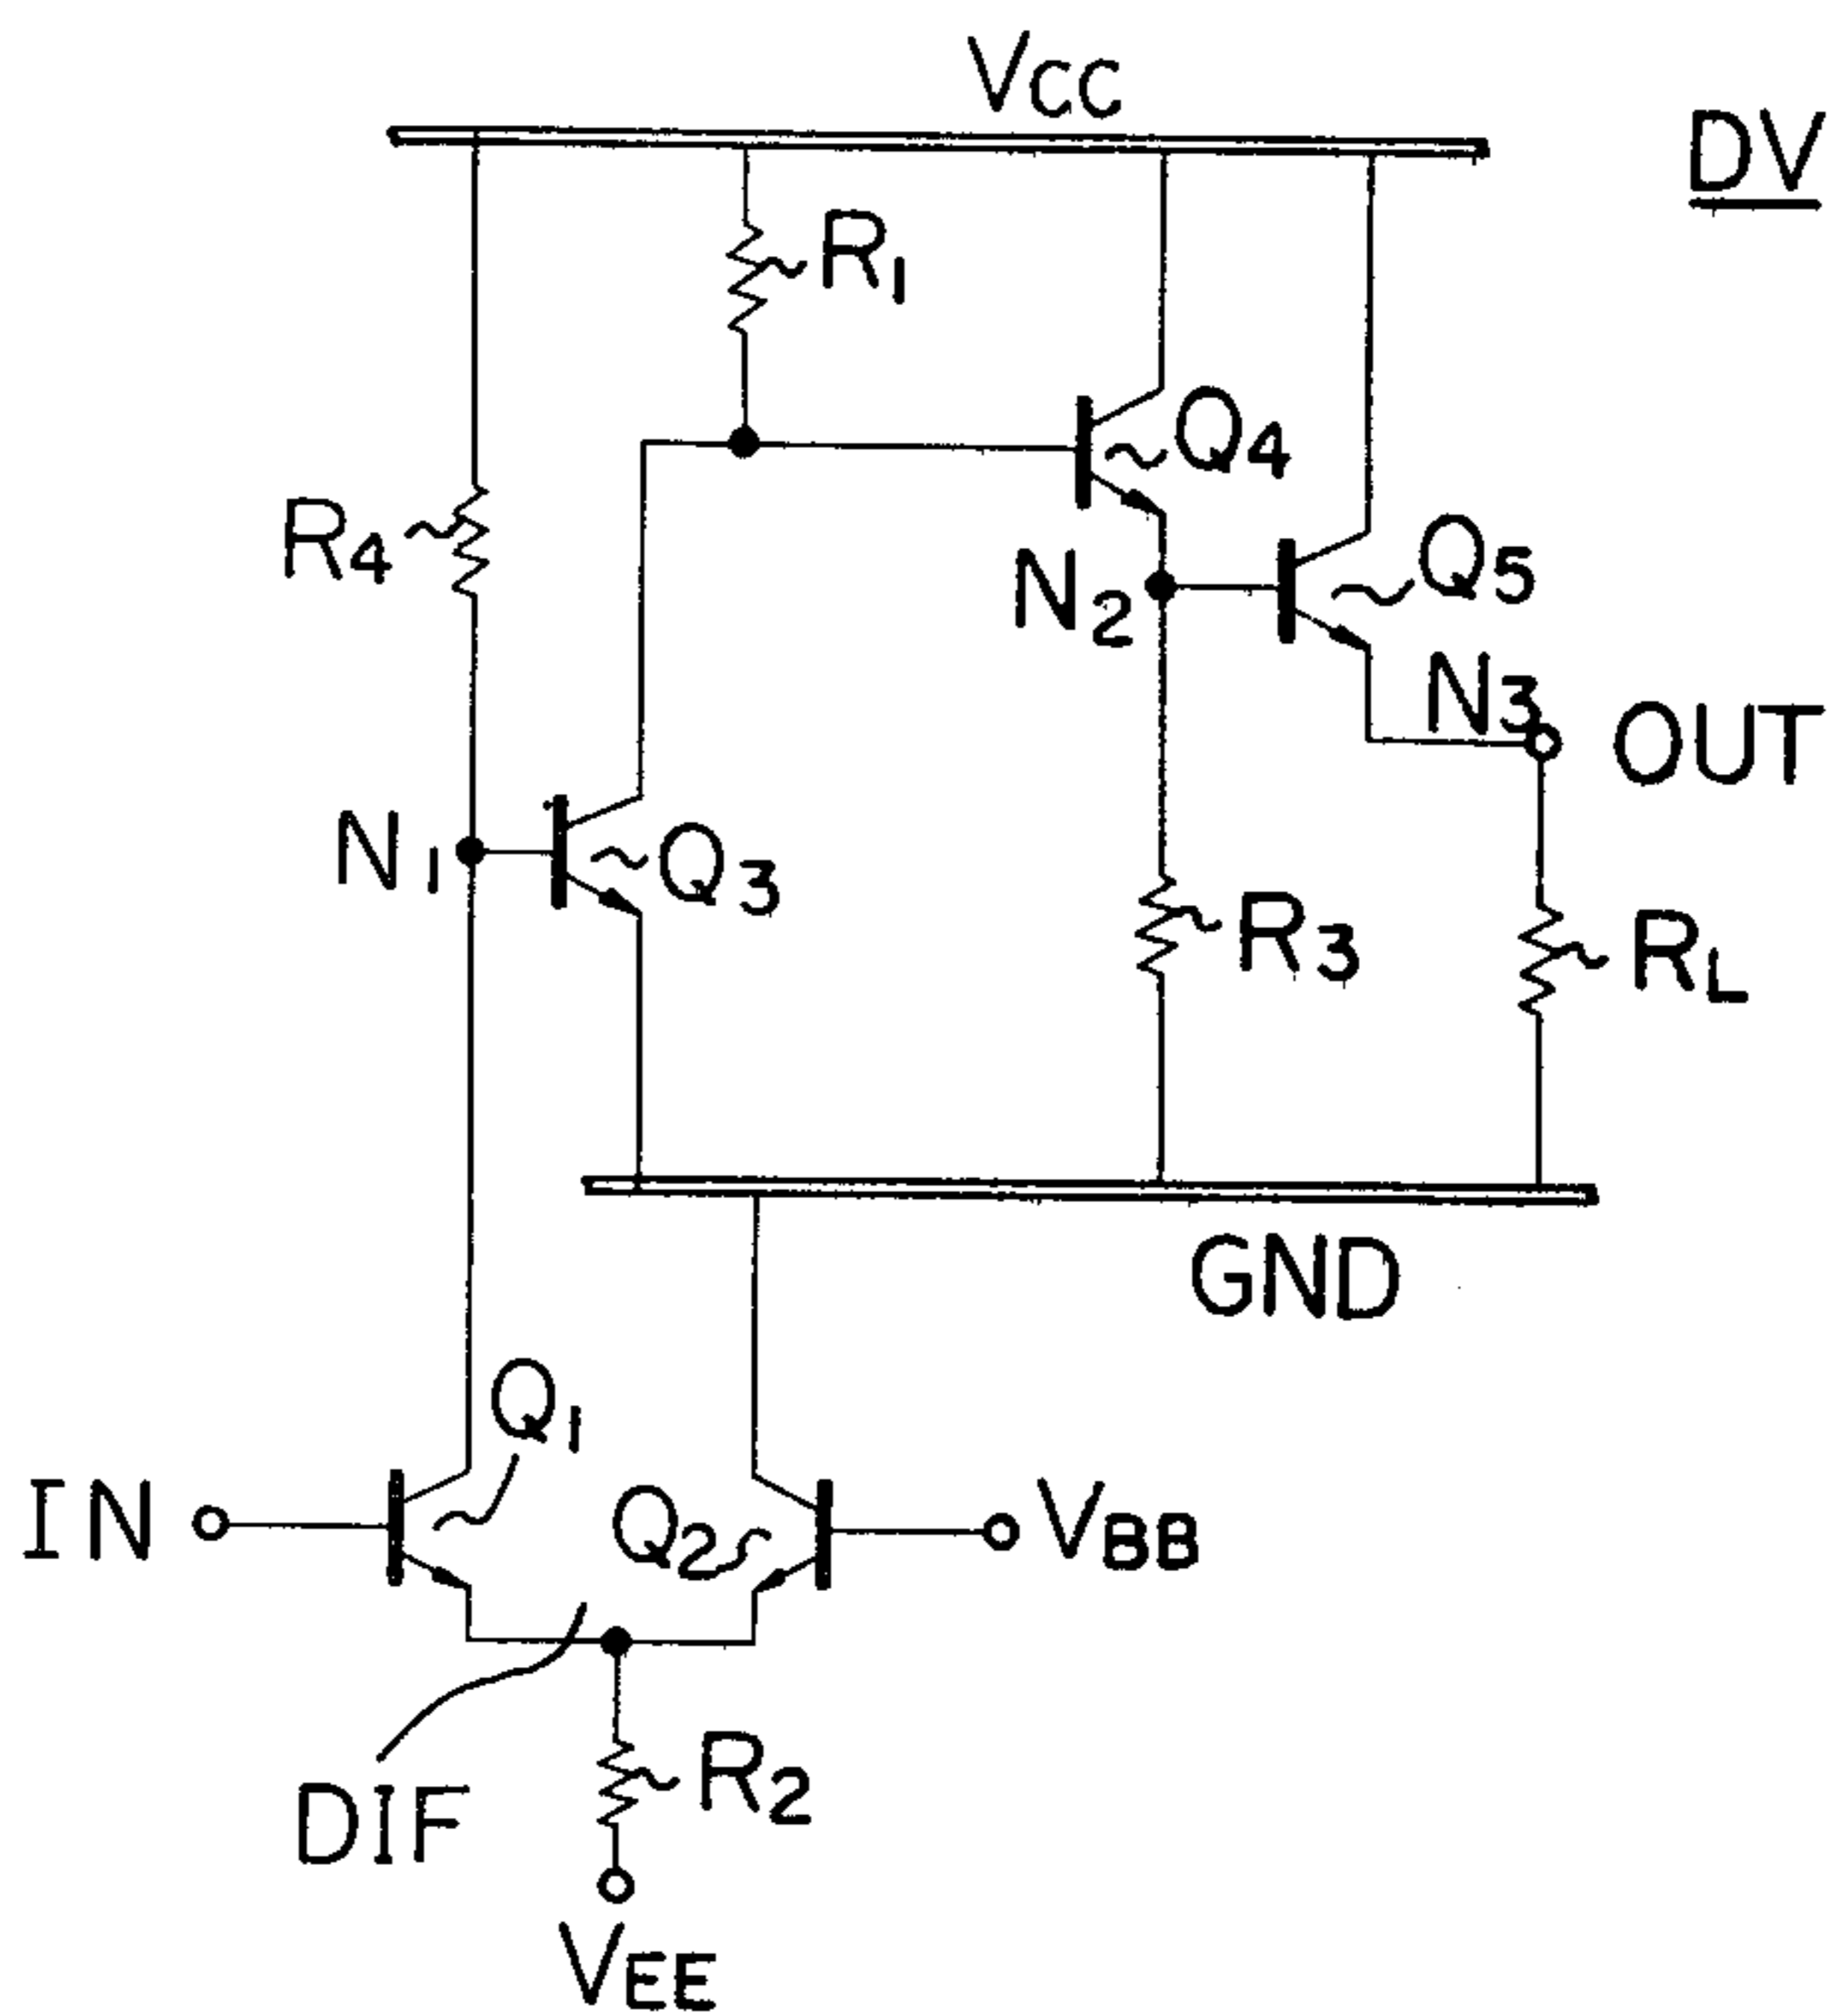 VCC
DV
R1
Q4
R4
N2
Q5
N3
OUT
N1
Q3
R3
RL
GND
Q1
IN
Q2
VBB
R2
DIF
VEE